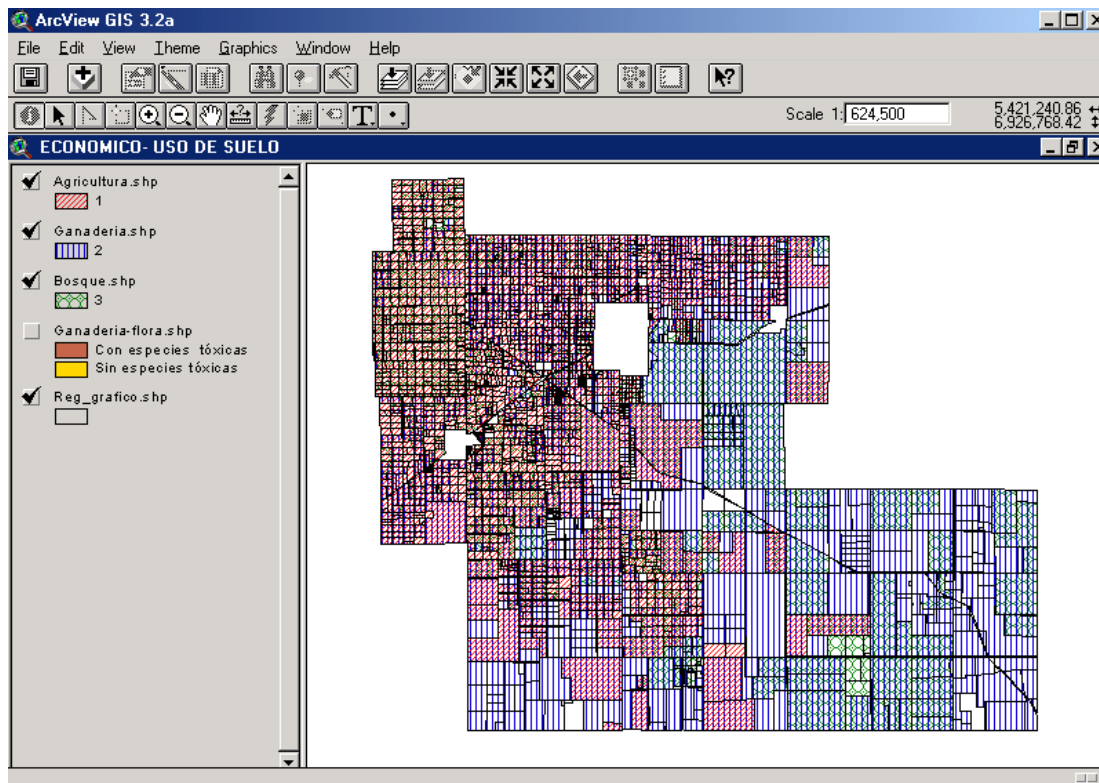 ArcView GIS 3.2a
File Edit View Theme Graphics Window Help
Scale 1: 624,500
5,421,240.86
6,926,768.42
ECONOMICO- USO DE SUELO
Agricultura.shp
1
Ganaderia.shp
2
Bosque.shp
3
Ganaderia-flora.shp
Con especies tóxicas
Sin especies tóxicas
Reg_grafico.shp